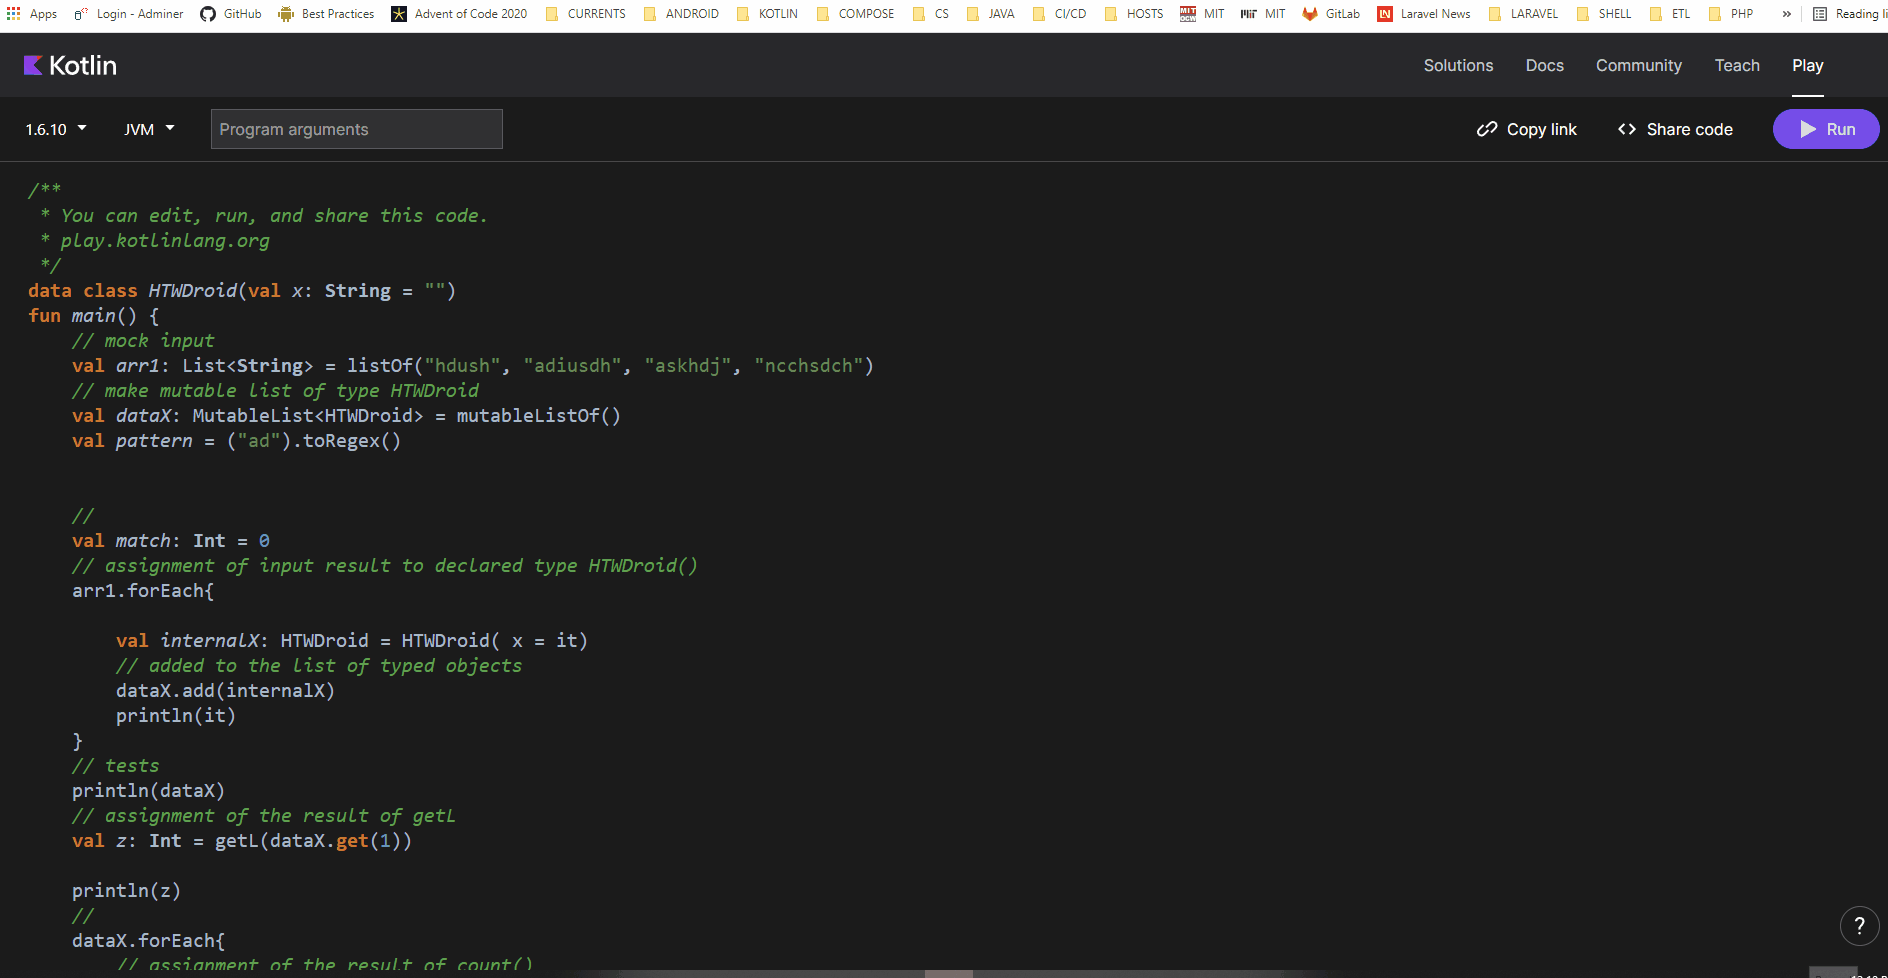 Apps Login - Adminer GitHub Best Practices Advent of Code 2020 CURRENTS ANDROID KOTLIN COMPOSE CS JAVA CI/CD HOSTS MIT MIT GitLab LN Laravel News LARAVEL SHELL ETL PHP » Reading li
Kotlin Solutions Docs Community Teach Play
1.6.10 JVM Program arguments Copy link <> Share code Run
/**
 * You can edit, run, and share this code.
 * play.kotlinlang.org
 */
data class HTWDroid(val x: String = "")
fun main() {
    // mock input
    val arr1: List<String> = listOf("hdush", "adiusdh", "askhdj", "ncchsdch")
    // make mutable list of type HTWDroid
    val dataX: MutableList<HTWDroid> = mutableListOf()
    val pattern = ("ad").toRegex()
    //
    val match: Int = 0
    // assignment of input result to declared type HTWDroid()
    arr1.forEach{
        val internalX: HTWDroid = HTWDroid( x = it)
        // added to the list of typed objects
        dataX.add(internalX)
        println(it)
    }
    // tests
    println(dataX)
    // assignment of the result of getL
    val z: Int = getL(dataX.get(1))
    println(z)
    //
    dataX.forEach{
        // assignment of the result of count()
?